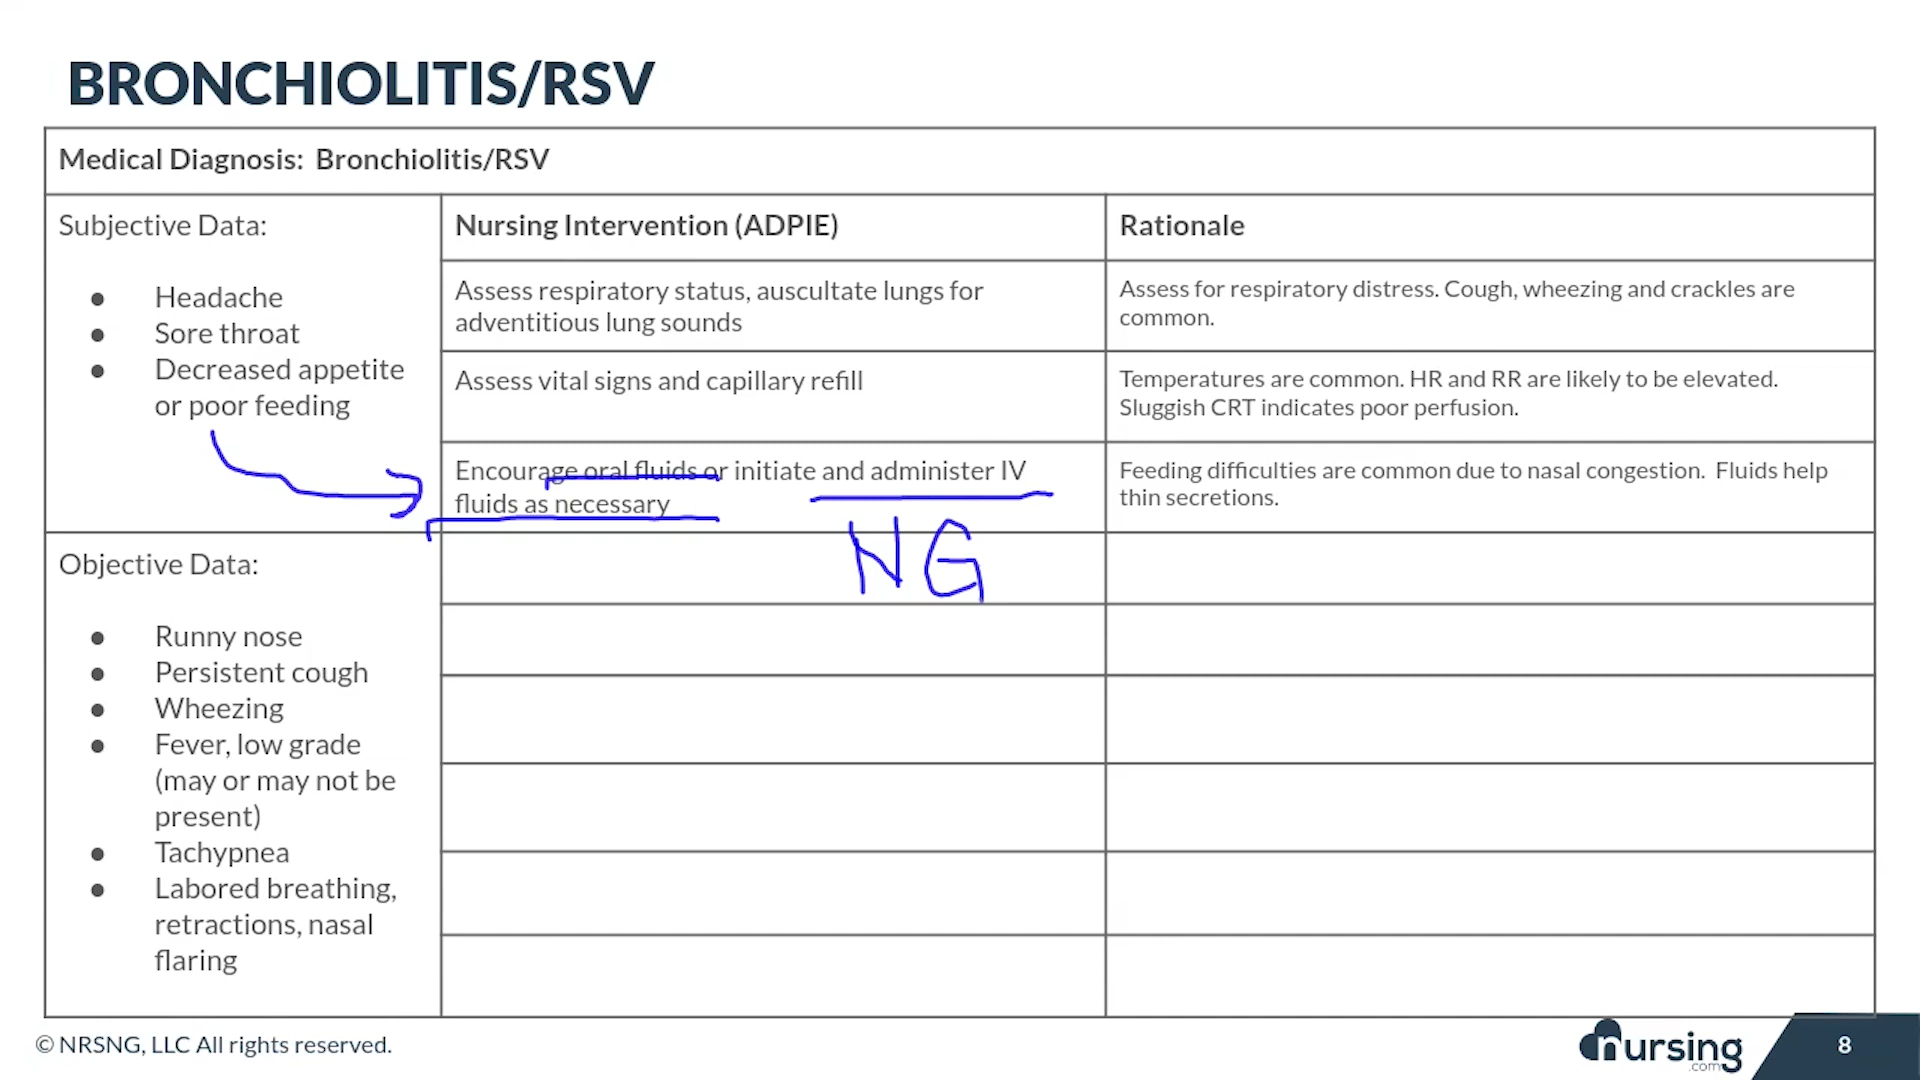 BRONCHIOLITIS/RSV
Medical Diagnosis: Bronchiolitis/RSV
Subjective Data:
● Headache
● Sore throat
● Decreased appetite
or poor feeding
Nursing Intervention (ADPIE)
Rationale
Assess respiratory status, auscultate lungs for
adventitious lung sounds
Assess for respiratory distress. Cough, wheezing and crackles are
common.
Assess vital signs and capillary refill
Temperatures are common. HR and RR are likely to be elevated.
Sluggish CRT indicates poor perfusion.
Encourage oral fluids or initiate and administer IV
fluids as necessary
Feeding difficulties are common due to nasal congestion. Fluids help
thin secretions.
NG
Objective Data:
● Runny nose
● Persistent cough
● Wheezing
● Fever, low grade
(may or may not be
present)
● Tachypnea
● Labored breathing,
retractions, nasal
flaring
© NRSNG, LLC All rights reserved.
nursing
.com
8